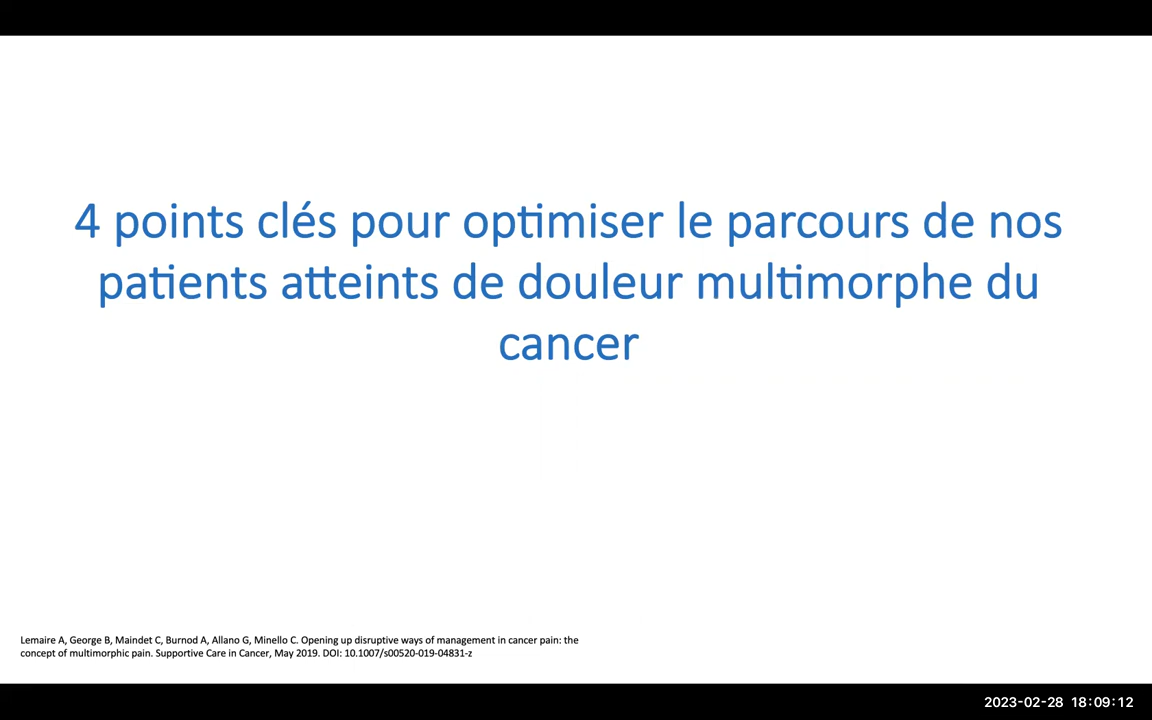 4 points clés pour optimiser le parcours de nos
patients atteints de douleur multimorphe du
cancer
Lemaire A, George B, Maindet C, Burnod A, Allano G, Minello C. Opening up disruptive ways of management in cancer pain: the
concept of multimorphic pain. Supportive Care in Cancer, May 2019. DOI: 10.1007/s00520-019-04831-z
2023-02-28 18:09:12